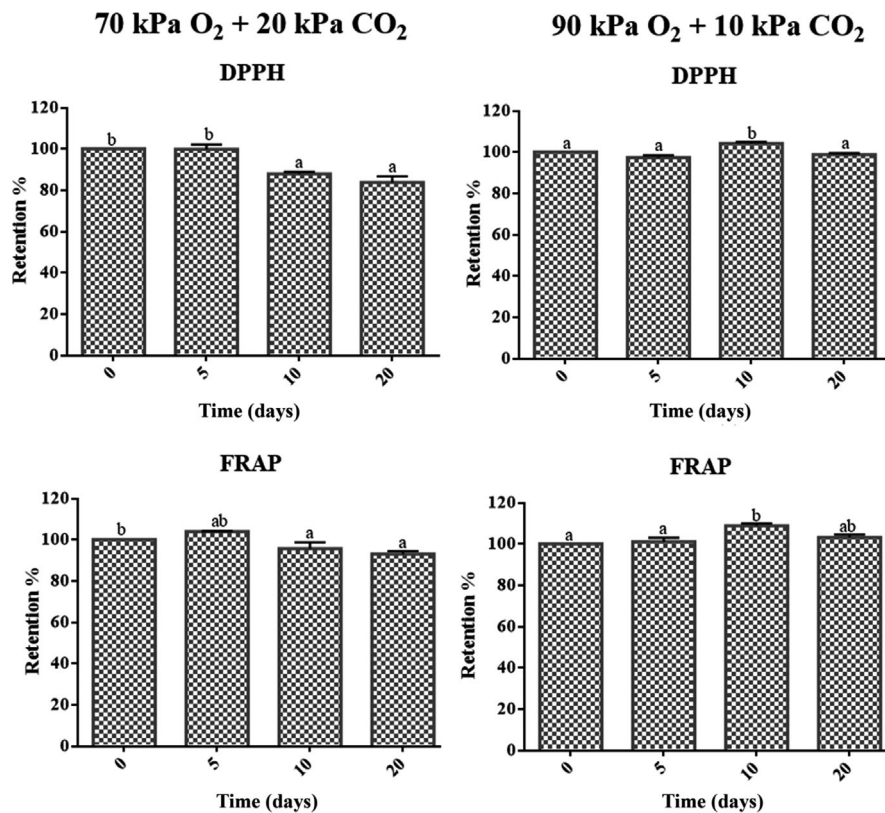 70 kPa O₂ + 20 kPa CO₂
DPPH
120
100
80
60
40
20
0
Retention %
b
b
a
a
0
5
10
20
Time (days)
90 kPa O₂ + 10 kPa CO₂
DPPH
120
100
80
60
40
20
0
Retention %
a
a
b
a
0
5
10
20
Time (days)
FRAP
120
100
80
60
40
20
0
Retention %
b
ab
a
a
0
5
10
20
Time (days)
FRAP
120
100
80
60
40
20
0
Retention %
a
a
b
ab
0
5
10
20
Time (days)